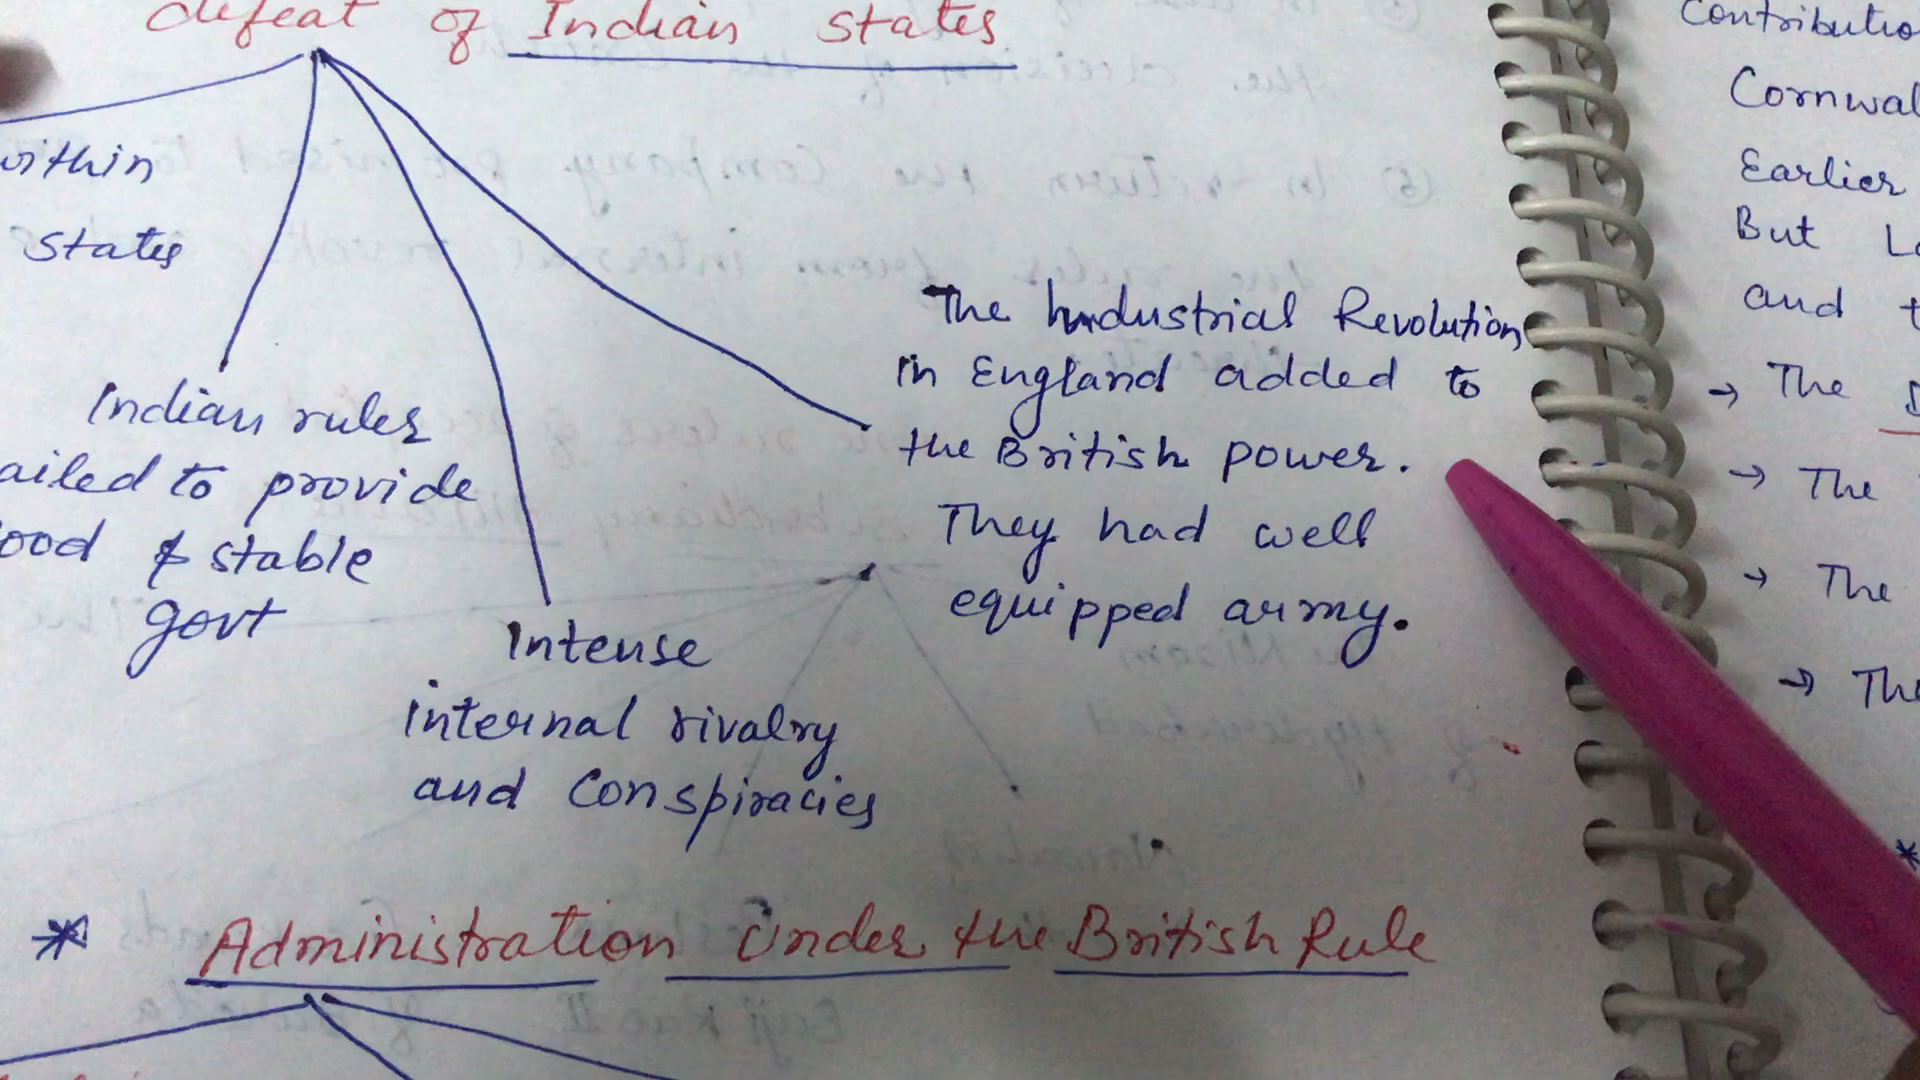 defeat of Indian States
within
States
Indian rulers
ailed to provide
ood & stable
govt
Intense
internal rivalry
and Conspiracies
The Industrial Revolution
in England added to
the British power.
They had well
equipped army.
* Administration Under the British Rule
Contributio
Cornwal
Earlier
But Lo
and t
→ The
→ The
→ The
→ The
*